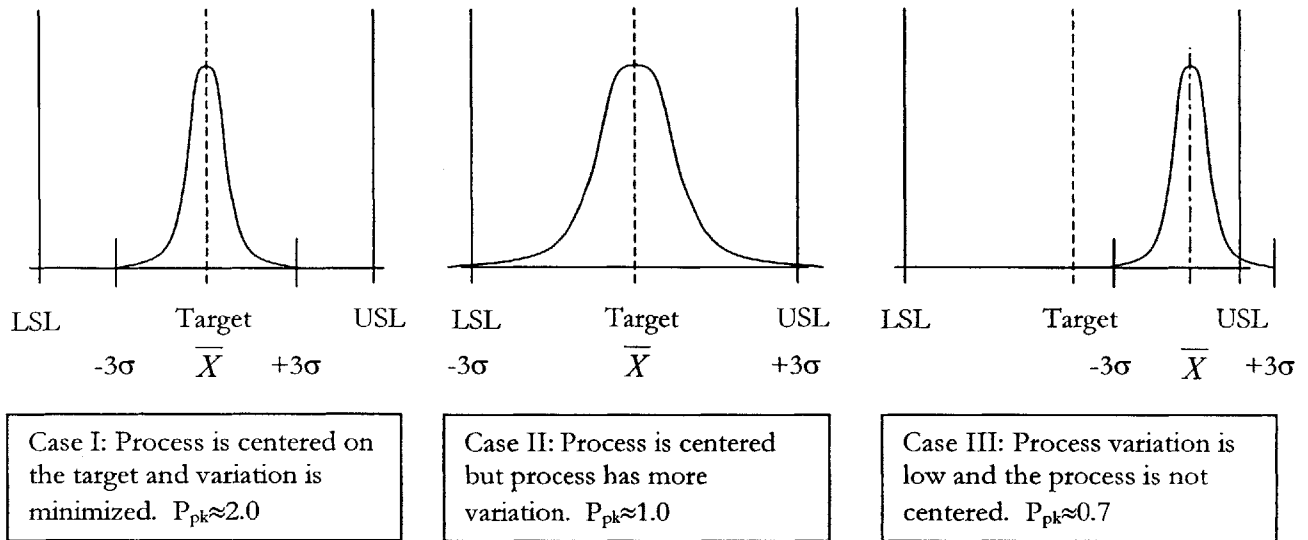 LSL Target USL
-3σ X̄ +3σ
Case I: Process is centered on
the target and variation is
minimized. Ppk≈2.0
LSL Target USL
-3σ X̄ +3σ
Case II: Process is centered
but process has more
variation. Ppk≈1.0
LSL Target USL
-3σ X̄ +3σ
Case III: Process variation is
low and the process is not
centered. Ppk≈0.7